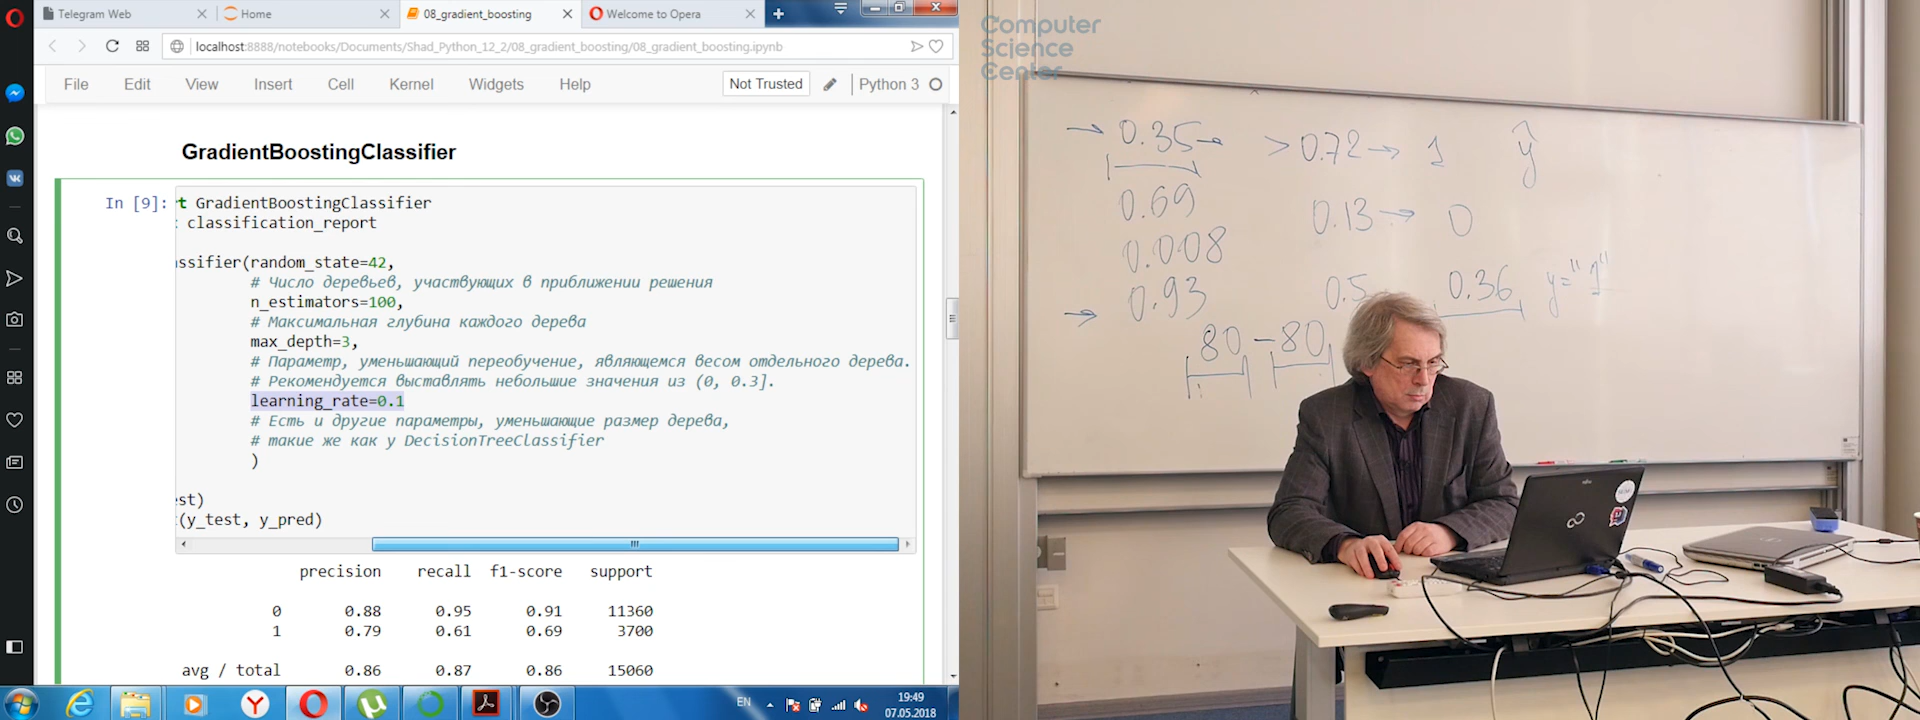 Telegram Web
Home
08_gradient_boosting
Welcome to Opera
localhost:8888/notebooks/Documents/Shad_Python_12_2/08_gradient_boosting/08_gradient_boosting.ipynb
File Edit View Insert Cell Kernel Widgets Help Not Trusted Python 3
GradientBoostingClassifier
In [9]:
rt GradientBoostingClassifier
: classification_report
assifier(random_state=42,
# Число деревьев, участвующих в приближении решения
n_estimators=100,
# Максимальная глубина каждого дерева
max_depth=3,
# Параметр, уменьшающий переобучение, являющемся весом отдельного дерева.
# Рекомендуется выставлять небольшие значения из (0, 0.3].
learning_rate=0.1
# Есть и другие параметры, уменьшающие размер дерева,
# такие же как у DecisionTreeClassifier
)
est)
t(y_test, y_pred)
precision recall f1-score support
0 0.88 0.95 0.91 11360
1 0.79 0.61 0.69 3700
avg / total 0.86 0.87 0.86 15060
EN
19:49
07.05.2018
Computer
Science
Center
→ 0.35 → > 0.72 → 1 ŷ
0.69 0.13 → 0
0.008
→ 0.93 0.5 0.36 y="1"
80 - 80
FUJITSU